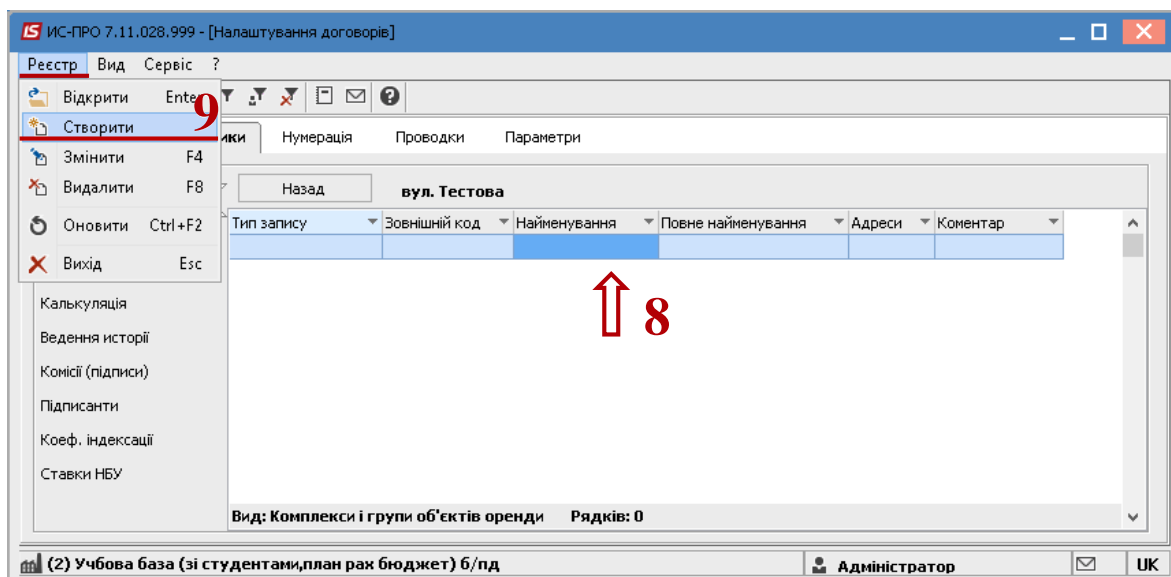 ИС-ПРО 7.11.028.999 - [Налаштування договорів]
Реєстр Вид Сервіс ?
Відкрити Enter
Створити 9
Змінити F4
Видалити F8
Оновити Ctrl+F2
Вихід Esc
ики Нумерація Проводки Параметри
Назад вул. Тестова
Тип запису Зовнішній код Найменування Повне найменування Адреси Коментар
8
Калькуляція
Ведення історії
Комісії (підписи)
Підписанти
Коеф. індексації
Ставки НБУ
Вид: Комплекси і групи об'єктів оренди Рядків: 0
(2) Учбова база (зі студентами,план рах бюджет) б/пд Адміністратор UK